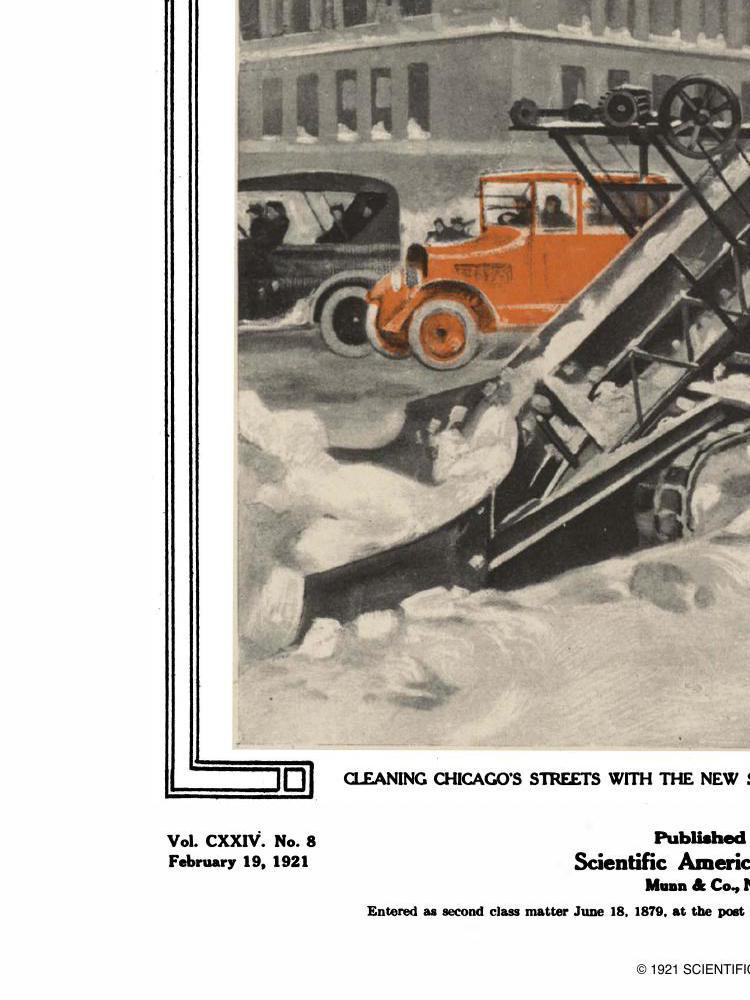 CLEANING CHICAGO'S STREETS WITH THE NEW
Vol. CXXIV. No. 8
February 19, 1921
Published
Scientific Americ
Munn & Co., N
Entered as second class matter June 18, 1879, at the post
© 1921 SCIENTIFIC